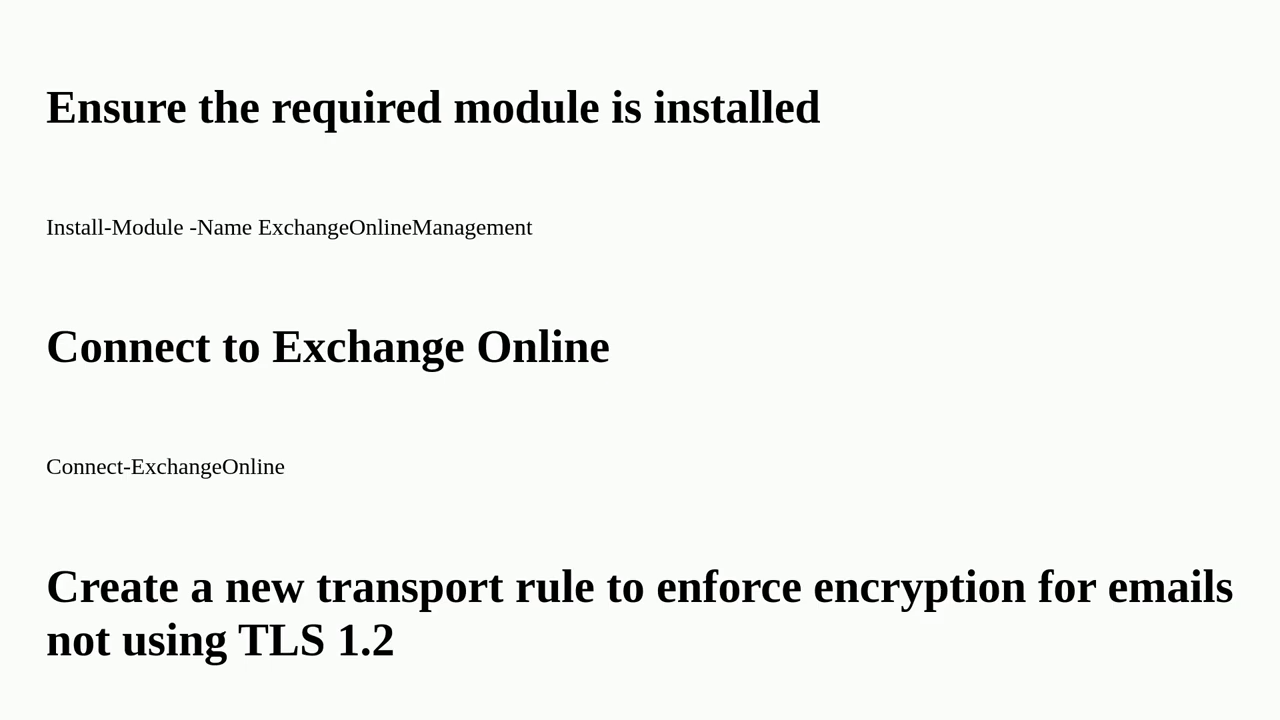 Ensure the required module is installed
Install-Module -Name ExchangeOnlineManagement
Connect to Exchange Online
Connect-ExchangeOnline
Create a new transport rule to enforce encryption for emails
not using TLS 1.2